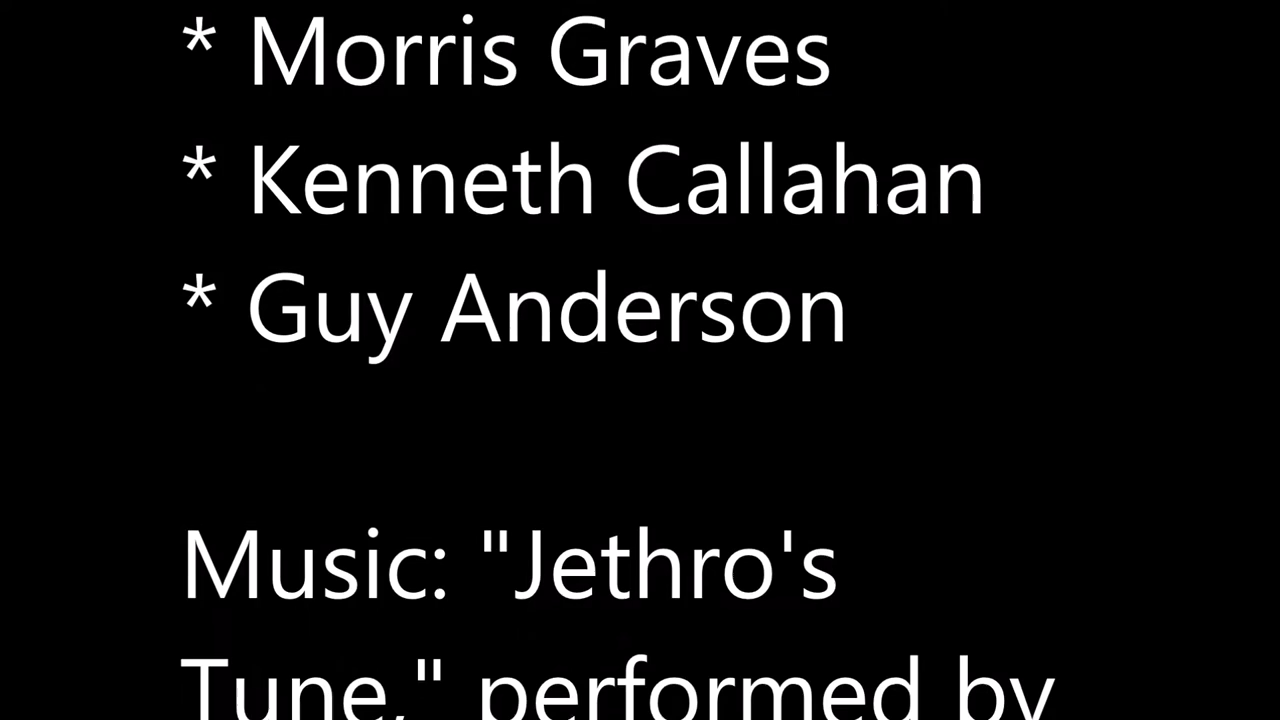 * Morris Graves
* Kenneth Callahan
* Guy Anderson
Music: "Jethro's
Tune," performed by